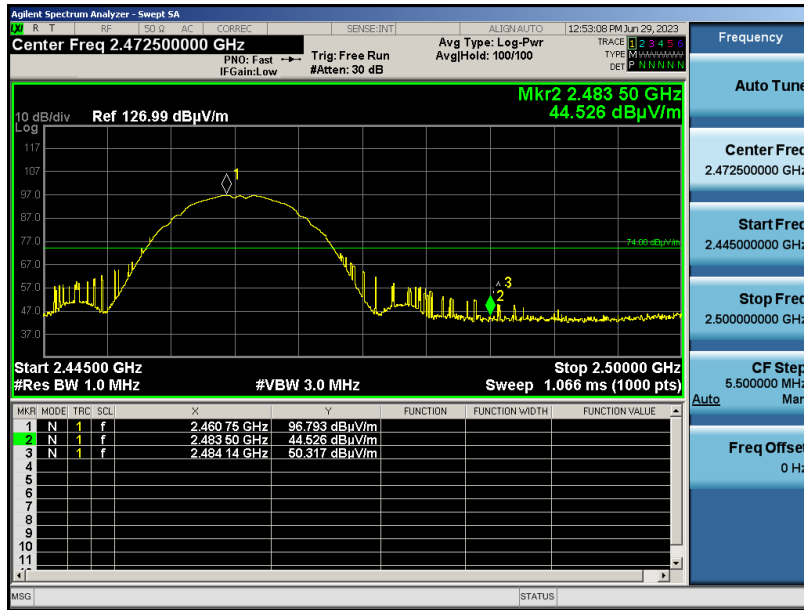 Agilent Spectrum Analyzer - Swept SA
LXI R T RF 50 Ω AC CORREC SENSE:INT ALIGN AUTO 12:53:08 PM Jun 29, 2023
Center Freq 2.472500000 GHz
PNO: Fast
IFGain:Low
Trig: Free Run
#Atten: 30 dB
Avg Type: Log-Pwr
Avg|Hold: 100/100
TRACE 1 2 3 4 5 6
TYPE M
DET P N N N N N
Mkr2 2.483 50 GHz
44.526 dBµV/m
10 dB/div Ref 126.99 dBµV/m
Log
117
107
97.0
87.0
77.0
67.0
57.0
47.0
37.0
74.00 dBµV/m
1
2
3
Start 2.44500 GHz Stop 2.50000 GHz
#Res BW 1.0 MHz #VBW 3.0 MHz Sweep 1.066 ms (1000 pts)
MKR MODE TRC SCL X Y FUNCTION FUNCTION WIDTH FUNCTION VALUE
1 N 1 f 2.460 75 GHz 96.793 dBµV/m
2 N 1 f 2.483 50 GHz 44.526 dBµV/m
3 N 1 f 2.484 14 GHz 50.317 dBµV/m
4
5
6
7
8
9
10
11
MSG STATUS
Frequency
Auto Tune
Center Freq
2.472500000 GHz
Start Freq
2.445000000 GHz
Stop Freq
2.500000000 GHz
CF Step
5.500000 MHz
Auto Man
Freq Offset
0 Hz